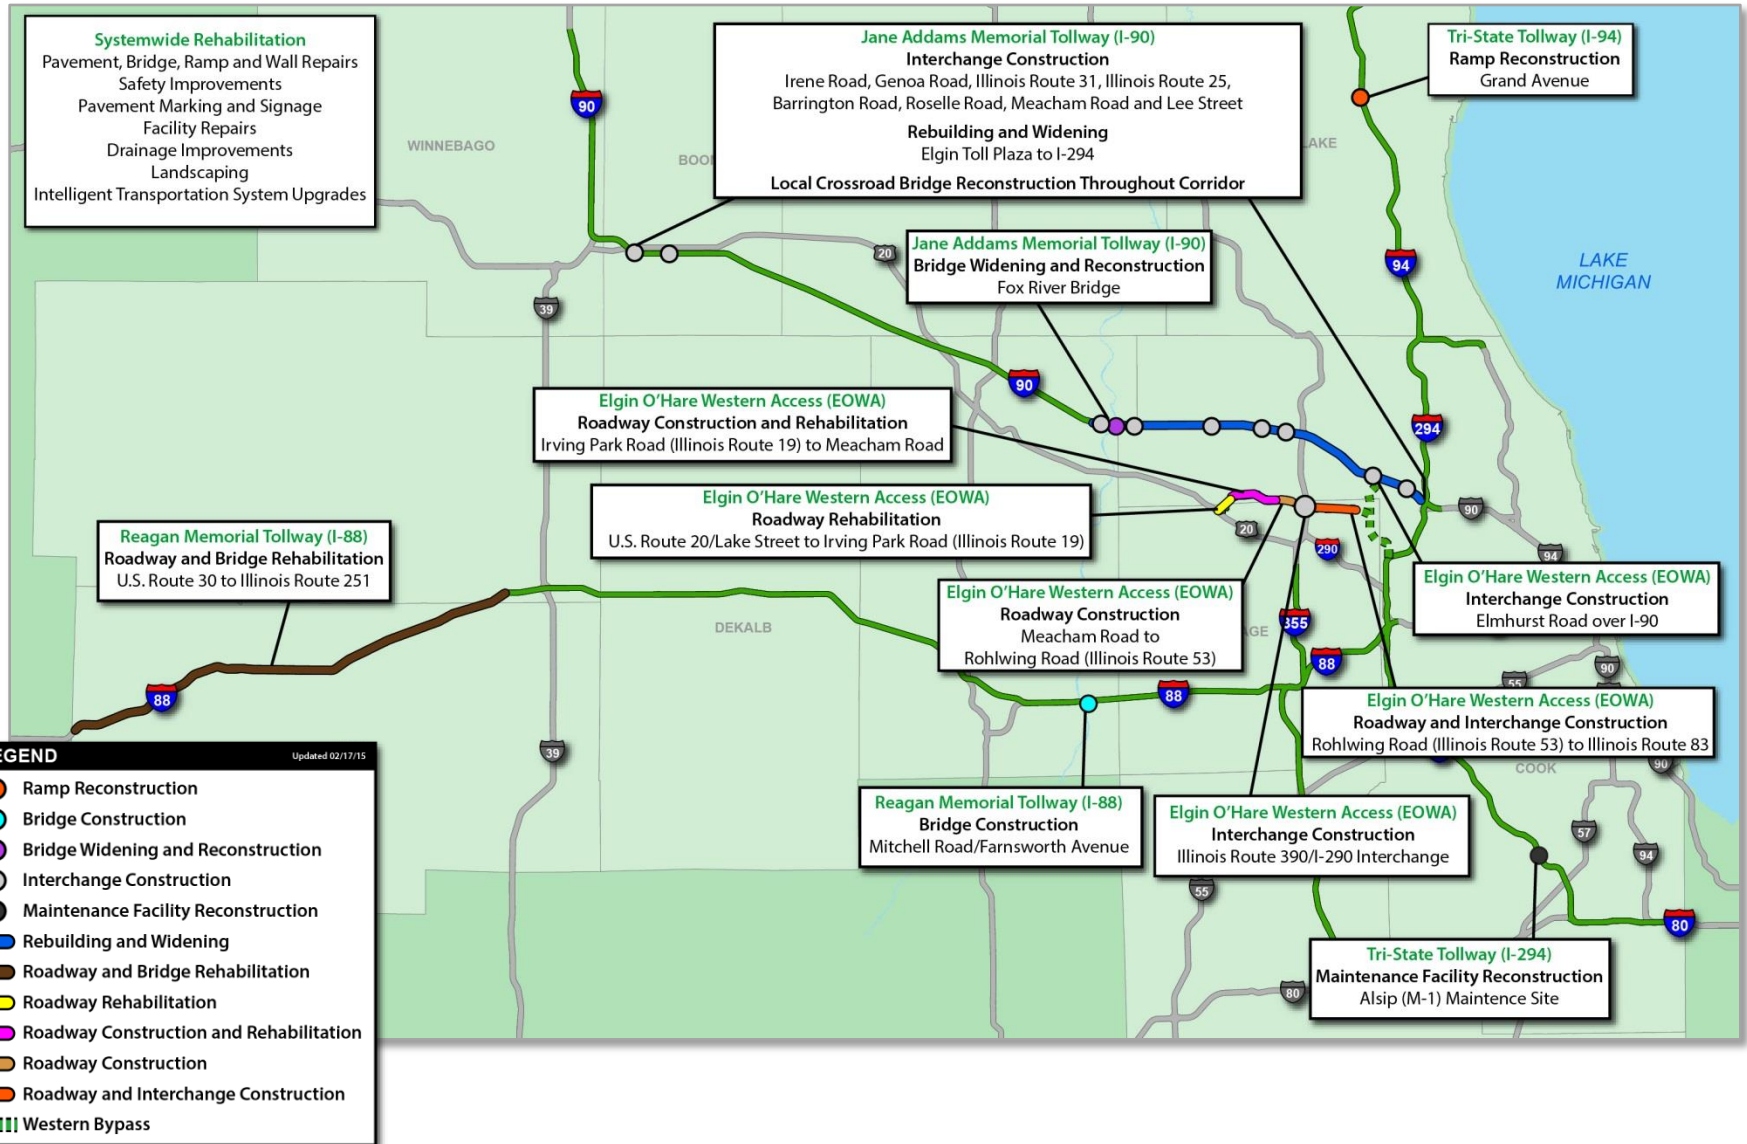 Systemwide Rehabilitation
Pavement, Bridge, Ramp and Wall Repairs
Safety Improvements
Pavement Marking and Signage
Facility Repairs
Drainage Improvements
Landscaping
Intelligent Transportation System Upgrades
Jane Addams Memorial Tollway (I-90)
Interchange Construction
Irene Road, Genoa Road, Illinois Route 31, Illinois Route 25,
Barrington Road, Roselle Road, Meacham Road and Lee Street
Rebuilding and Widening
Elgin Toll Plaza to I-294
Local Crossroad Bridge Reconstruction Throughout Corridor
Tri-State Tollway (I-94)
Ramp Reconstruction
Grand Avenue
90
WINNEBAGO
BOON
LAKE
Jane Addams Memorial Tollway (I-90)
Bridge Widening and Reconstruction
Fox River Bridge
20
94
LAKE
MICHIGAN
39
90
294
Elgin O'Hare Western Access (EOWA)
Roadway Construction and Rehabilitation
Irving Park Road (Illinois Route 19) to Meacham Road
Elgin O'Hare Western Access (EOWA)
Roadway Rehabilitation
U.S. Route 20/Lake Street to Irving Park Road (Illinois Route 19)
20
290
90
94
Reagan Memorial Tollway (I-88)
Roadway and Bridge Rehabilitation
U.S. Route 30 to Illinois Route 251
Elgin O'Hare Western Access (EOWA)
Interchange Construction
Elmhurst Road over I-90
Elgin O'Hare Western Access (EOWA)
Roadway Construction
Meacham Road to
Rohlwing Road (Illinois Route 53)
DEKALB
AGE
355
88
88
88
55
90
Elgin O'Hare Western Access (EOWA)
Roadway and Interchange Construction
Rohlwing Road (Illinois Route 53) to Illinois Route 83
39
COOK
90
Reagan Memorial Tollway (I-88)
Bridge Construction
Mitchell Road/Farnsworth Avenue
Elgin O'Hare Western Access (EOWA)
Interchange Construction
Illinois Route 390/I-290 Interchange
57
94
55
80
Tri-State Tollway (I-294)
Maintenance Facility Reconstruction
Alsip (M-1) Maintence Site
80
EGEND
Updated 02/17/15
Ramp Reconstruction
Bridge Construction
Bridge Widening and Reconstruction
Interchange Construction
Maintenance Facility Reconstruction
Rebuilding and Widening
Roadway and Bridge Rehabilitation
Roadway Rehabilitation
Roadway Construction and Rehabilitation
Roadway Construction
Roadway and Interchange Construction
Western Bypass